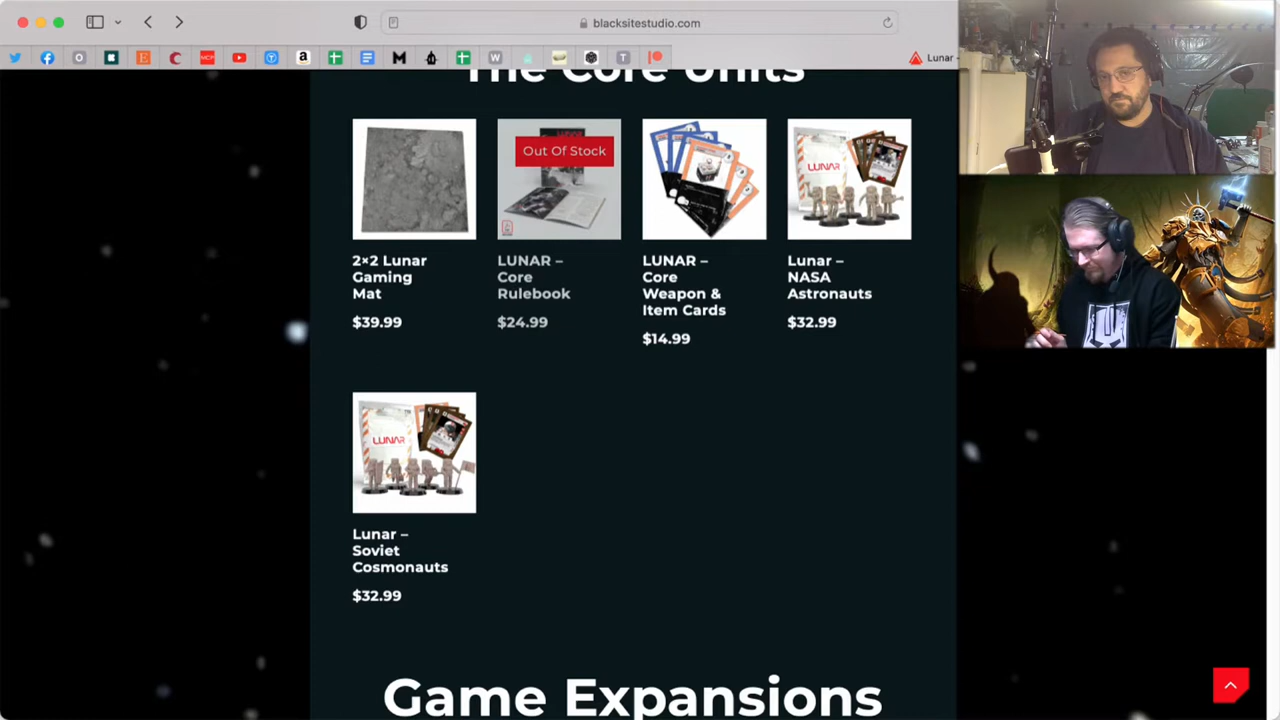 blacksitestudio.com
Lunar
The Core Units
Out Of Stock
LUNAR
2×2 Lunar
Gaming
Mat
$39.99
LUNAR –
Core
Rulebook
$24.99
LUNAR –
Core
Weapon &
Item Cards
$14.99
Lunar –
NASA
Astronauts
$32.99
LUNAR
Lunar –
Soviet
Cosmonauts
$32.99
Game Expansions